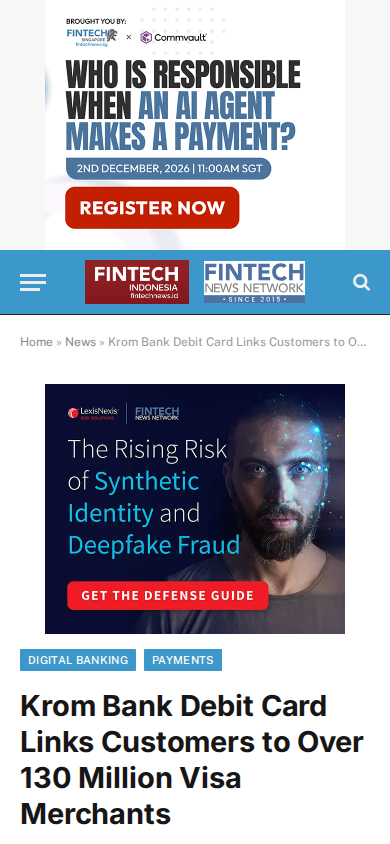 BROUGHT YOU BY:
FINTECH SINGAPORE fintechnews.sg × Commvault
WHO IS RESPONSIBLE
WHEN AN AI AGENT
MAKES A PAYMENT?
2ND DECEMBER, 2026 | 11:00AM SGT
REGISTER NOW
FINTECH
INDONESIA
fintechnews.id
FINTECH
NEWS NETWORK
• SINCE 2015 •
Home » News » Krom Bank Debit Card Links Customers to O...
LexisNexis RISK SOLUTIONS | FINTECH NEWS NETWORK
The Rising Risk
of Synthetic
Identity and
Deepfake Fraud
GET THE DEFENSE GUIDE
DIGITAL BANKING PAYMENTS
Krom Bank Debit Card
Links Customers to Over
130 Million Visa
Merchants